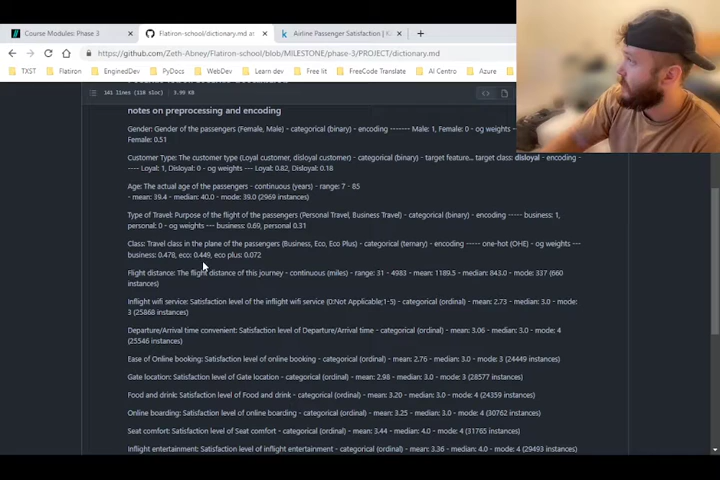 Course Modules: Phase 3
Flatiron-school/dictionary.md at
Airline Passenger Satisfaction | K
https://github.com/Zeth-Abney/Flatiron-school/blob/MILESTONE/phase-3/PROJECT/dictionary.md
TXST
Flatiron
EngineedDev
PyDocs
WebDev
Learn dev
Free lit
FreeCode Translate
AI Centro
Azure
141 lines (118 sloc)
3.99 KB
notes on preprocessing and encoding
Gender: Gender of the passengers (Female, Male) - categorical (binary) - encoding ------- Male: 1, Female: 0 - og weights --
Female: 0.51
Customer Type: The customer type (Loyal customer, disloyal customer) - categorical (binary) - target feature... target class: disloyal - encoding -
---- Loyal: 1, Disloyal: 0 - og weights --- Loyal: 0.82, Disloyal: 0.18
Age: The actual age of the passengers - continuous (years) - range: 7 - 85
- mean: 39.4 - median: 40.0 - mode: 39.0 (2969 instances)
Type of Travel: Purpose of the flight of the passengers (Personal Travel, Business Travel) - categorical (binary) - encoding ----- business: 1,
personal: 0 - og weights --- business: 0.69, personal 0.31
Class: Travel class in the plane of the passengers (Business, Eco, Eco Plus) - categorical (ternary) - encoding ----- one-hot (OHE) - og weights ---
business: 0.478, eco: 0.449, eco plus: 0.072
Flight distance: The flight distance of this journey - continuous (miles) - range: 31 - 4983 - mean: 1189.5 - median: 843.0 - mode: 337 (660
instances)
Inflight wifi service: Satisfaction level of the inflight wifi service (0:Not Applicable;1-5) - categorical (ordinal) - mean: 2.73 - median: 3.0 - mode:
3 (25868 instances)
Departure/Arrival time convenient: Satisfaction level of Departure/Arrival time - categorical (ordinal) - mean: 3.06 - median: 3.0 - mode: 4
(25546 instances)
Ease of Online booking: Satisfaction level of online booking - categorical (ordinal) - mean: 2.76 - median: 3.0 - mode: 3 (24449 instances)
Gate location: Satisfaction level of Gate location - categorical (ordinal) - mean: 2.98 - median: 3.0 - mode: 3 (28577 instances)
Food and drink: Satisfaction level of Food and drink - categorical (ordinal) - mean: 3.20 - median: 3.0 - mode: 4 (24359 instances)
Online boarding: Satisfaction level of online boarding - categorical (ordinal) - mean: 3.25 - median: 3.0 - mode: 4 (30762 instances)
Seat comfort: Satisfaction level of Seat comfort - categorical (ordinal) - mean: 3.44 - median: 4.0 - mode: 4 (31765 instances)
Inflight entertainment: Satisfaction level of inflight entertainment - categorical (ordinal) - mean: 3.36 - median: 4.0 - mode: 4 (29493 instances)